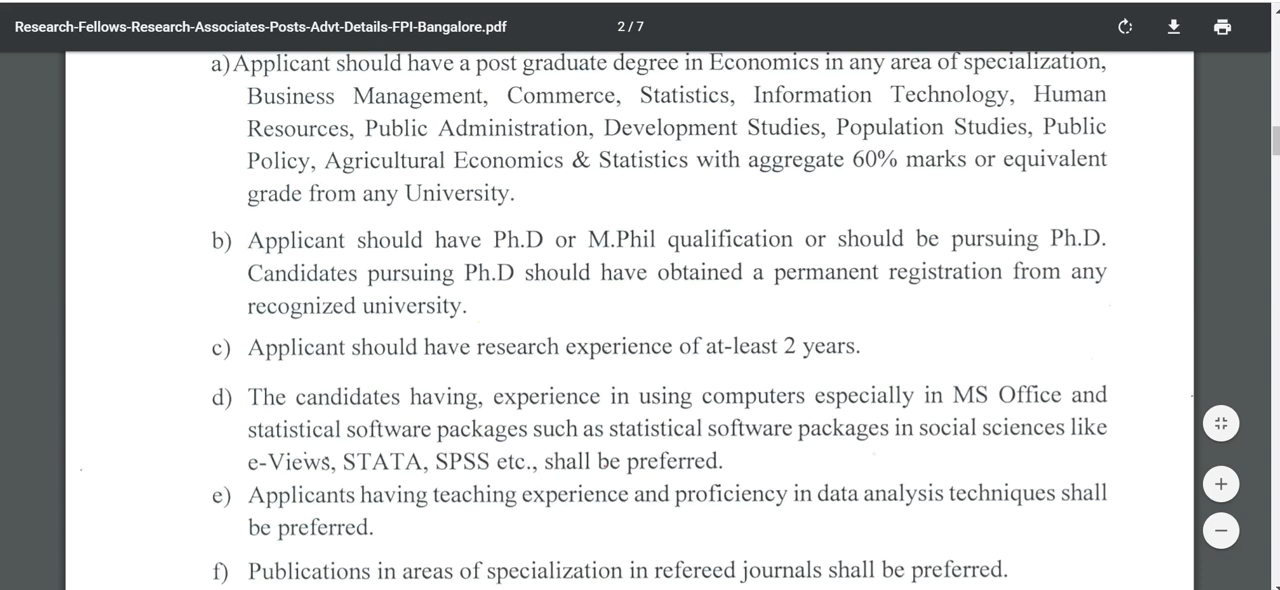 Research-Fellows-Research-Associates-Posts-Advt-Details-FPI-Bangalore.pdf 2 / 7
a) Applicant should have a post graduate degree in Economics in any area of specialization,
Business Management, Commerce, Statistics, Information Technology, Human
Resources, Public Administration, Development Studies, Population Studies, Public
Policy, Agricultural Economics & Statistics with aggregate 60% marks or equivalent
grade from any University.
b) Applicant should have Ph.D or M.Phil qualification or should be pursuing Ph.D.
Candidates pursuing Ph.D should have obtained a permanent registration from any
recognized university.
c) Applicant should have research experience of at-least 2 years.
d) The candidates having, experience in using computers especially in MS Office and
statistical software packages such as statistical software packages in social sciences like
e-Views, STATA, SPSS etc., shall be preferred.
e) Applicants having teaching experience and proficiency in data analysis techniques shall
be preferred.
f) Publications in areas of specialization in refereed journals shall be preferred.